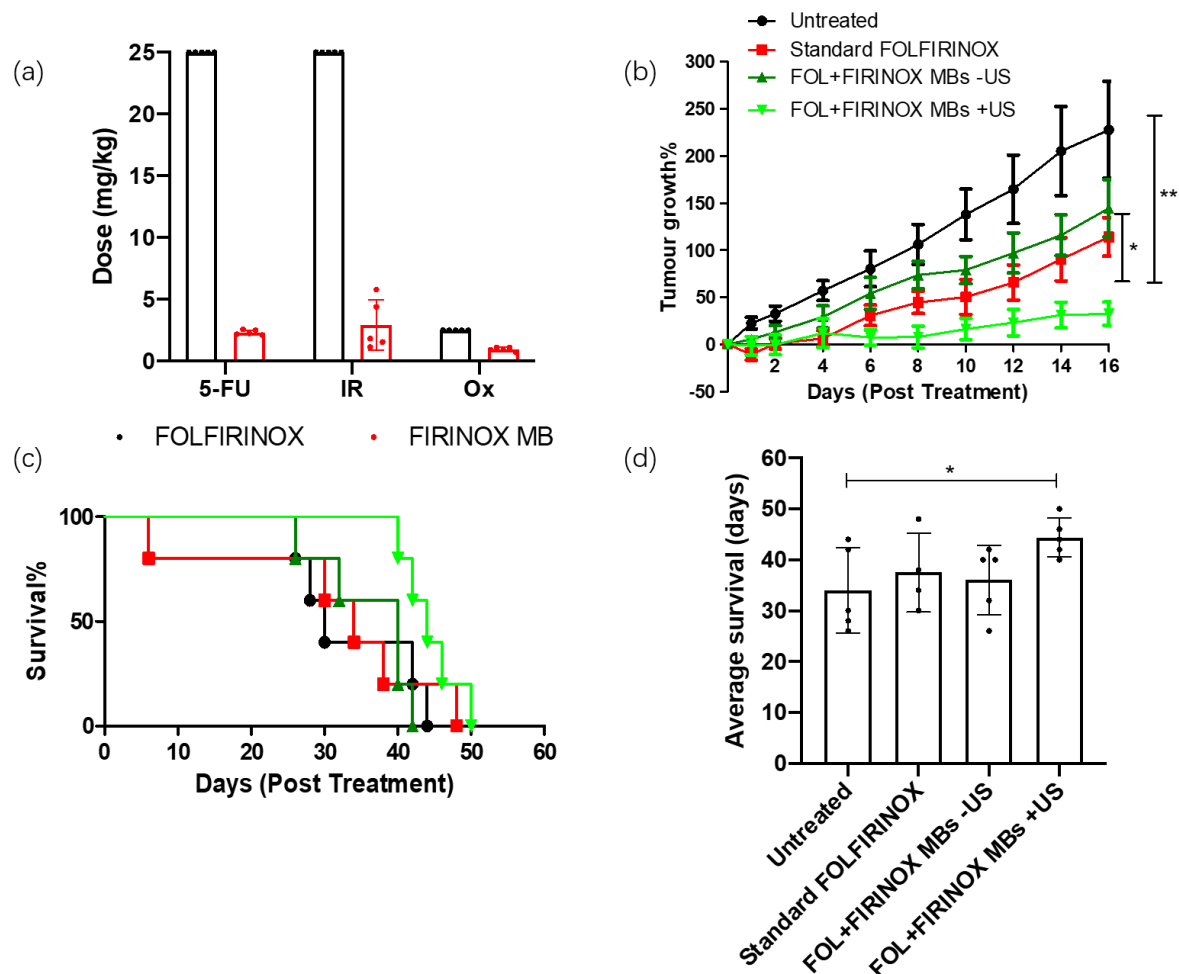 (a)
Dose (mg/kg)
25
20
15
10
5
0
5-FU IR Ox
FOLFIRINOX FIRINOX MB
(b)
Untreated
Standard FOLFIRINOX
FOL+FIRINOX MBs -US
FOL+FIRINOX MBs +US
Tumour growth%
300
250
200
150
100
50
0
-50
2 4 6 8 10 12 14 16
Days (Post Treatment)
**
*
(c)
Survival%
100
50
0
0 10 20 30 40 50 60
Days (Post Treatment)
(d)
Average survival (days)
60
50
40
30
20
10
0
*
Untreated
Standard FOLFIRINOX
FOL+FIRINOX MBs -US
FOL+FIRINOX MBs +US